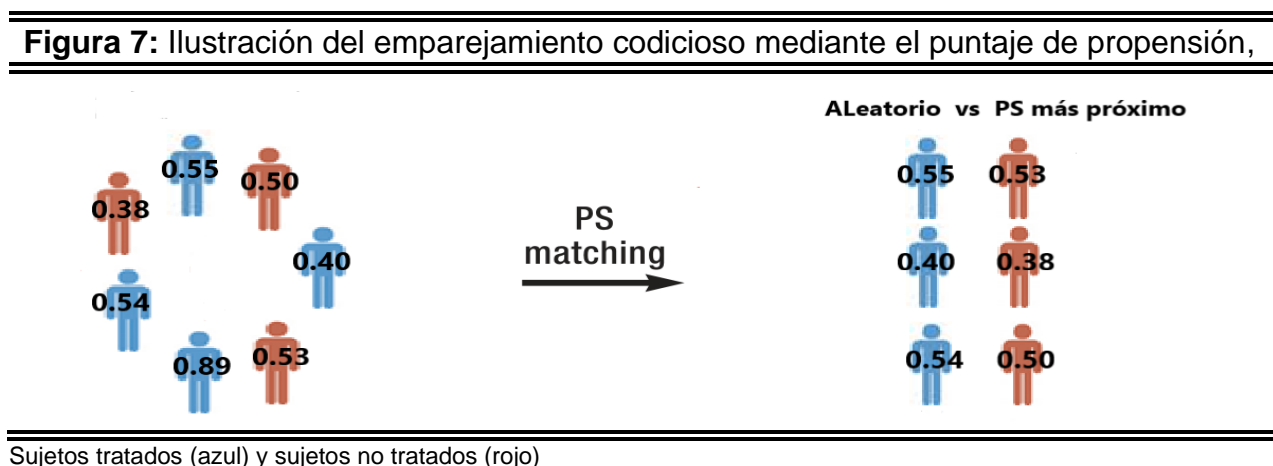 Figura 7: Ilustración del emparejamiento codicioso mediante el puntaje de propensión,
ALeatorio vs PS más próximo
0.55
0.50
0.38
0.40
0.54
0.89
0.53
PS
matching
0.55 0.53
0.40 0.38
0.54 0.50
Sujetos tratados (azul) y sujetos no tratados (rojo)